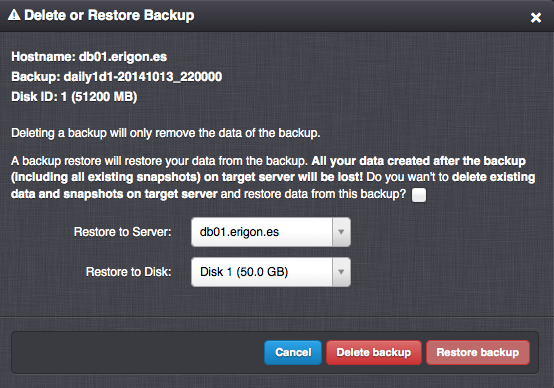 Delete or Restore Backup
Hostname: db01.erigon.es
Backup: daily1d1-20141013_220000
Disk ID: 1 (51200 MB)
Deleting a backup will only remove the data of the backup.
A backup restore will restore your data from the backup. All your data created after the backup
(including all existing snapshots) on target server will be lost! Do you wan't to delete existing
data and snapshots on target server and restore data from this backup?
Restore to Server: db01.erigon.es
Restore to Disk: Disk 1 (50.0 GB)
Cancel Delete backup Restore backup